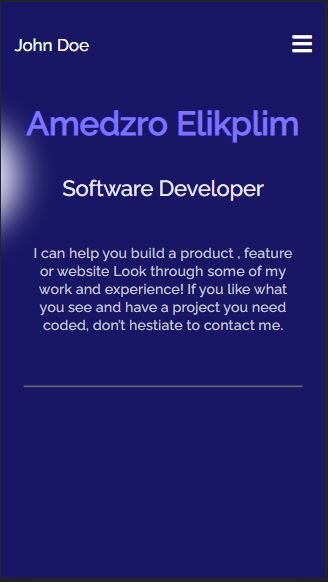 John Doe
Amedzro Elikplim
Software Developer
I can help you build a product , feature
or website Look through some of my
work and experience! If you like what
you see and have a project you need
coded, don't hestiate to contact me.